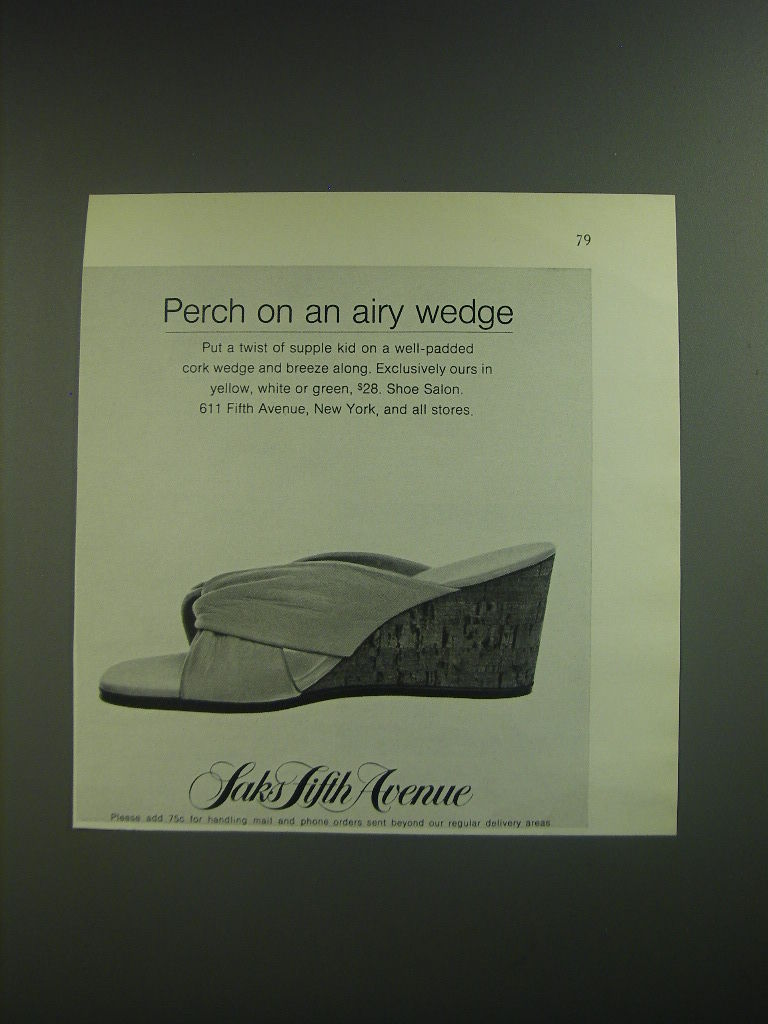 79
Perch on an airy wedge
Put a twist of supple kid on a well-padded
cork wedge and breeze along. Exclusively ours in
yellow, white or green, $28. Shoe Salon.
611 Fifth Avenue, New York, and all stores.
Saks Fifth Avenue
Please add 75c for handling mail and phone orders sent beyond our regular delivery areas.